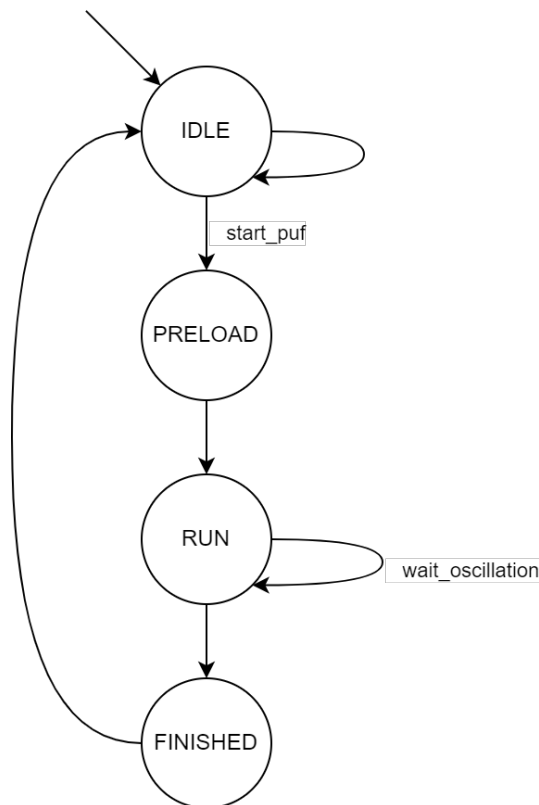 IDLE
start_puf
PRELOAD
RUN
wait_oscillation
FINISHED